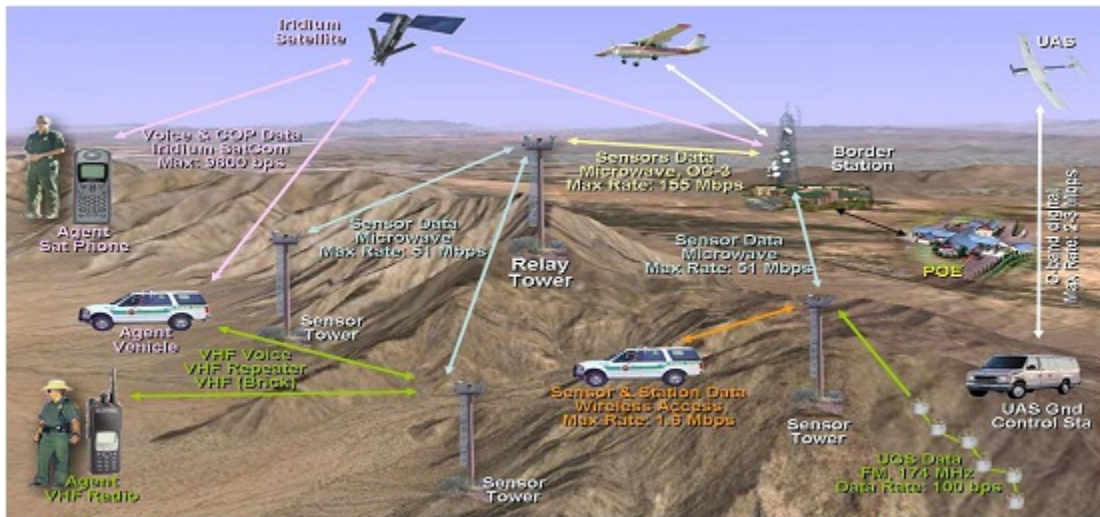 Iridium
Satellite
UAS
Voice & COP Data
Iridium SatCom
Max: 9600 bps
Sensors Data
Microwave, OC-3
Max Rate: 155 Mbps
Border
Station
Agent
Sat Phone
Sensor Data
Microwave
Max Rate: 51 Mbps
Relay
Tower
Sensor Data
Microwave
Max Rate: 51 Mbps
POE
digital
Max. Rate: Mbps
Agent
Vehicle
Sensor
Tower
VHF Voice
VHF Repeater
VHF (Brick)
Sensor & Station Data
Wireless Access
Max Rate: 1.5 Mbps
Sensor
Tower
UAS Gnd
Control Sta
Agent
VHF Radio
Sensor
Tower
UGS Data
FM, 174 MHz
Data Rate: 100 bps